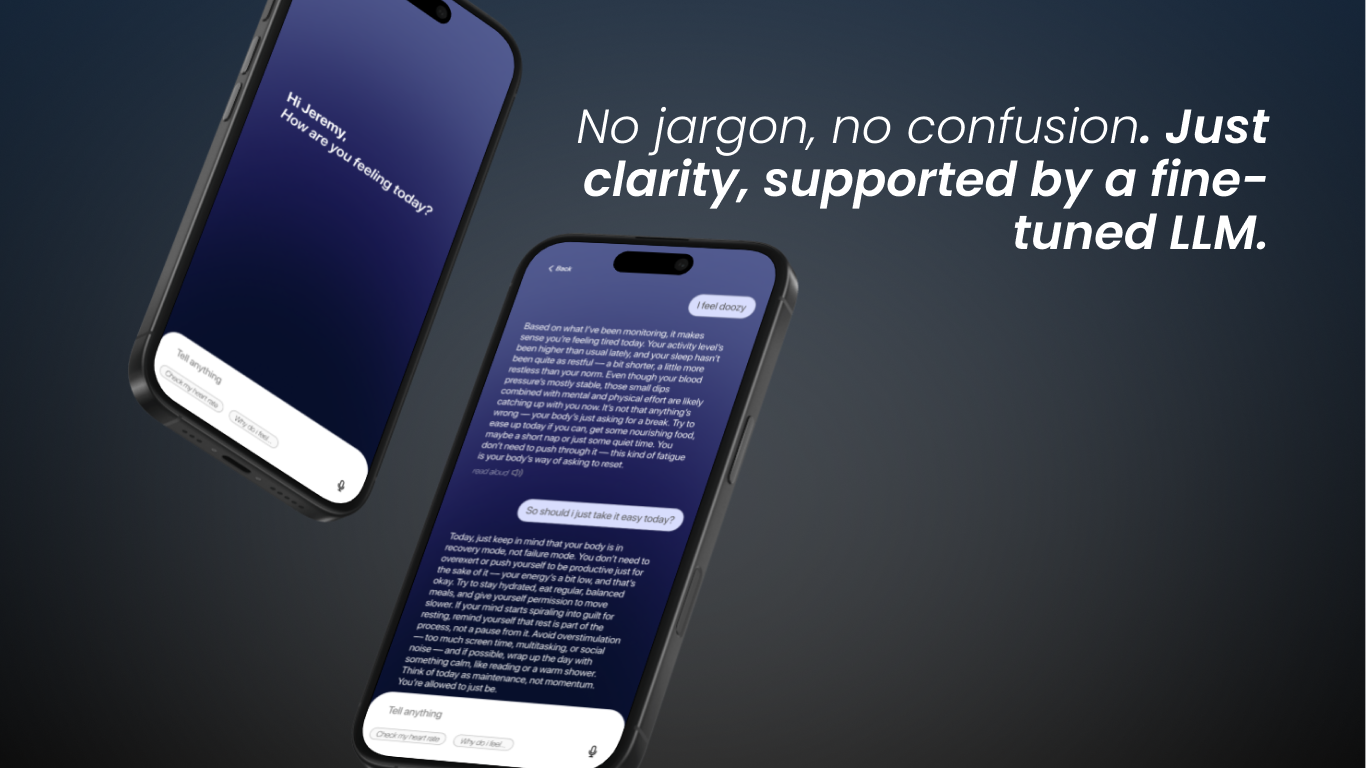 Hi Jeremy,
How are you feeling today?
Tell anything
Check my heart rate
Why do i feel...
No jargon, no confusion. Just
clarity, supported by a fine-
tuned LLM.
Back
I feel doozy
Based on what I've been monitoring, it makes
sense you're feeling tired today. Your activity level's
been higher than usual lately, and your sleep hasn't
been quite as restful — a bit shorter, a little more
restless than your norm. Even though your blood
pressure's mostly stable, those small dips
combined with mental and physical effort are likely
catching up with you now. It's not that anything's
wrong — your body's just asking for a break. Try to
ease up today if you can, get some nourishing food,
maybe a short nap or just some quiet time. You
don't need to push through it — this kind of fatigue
is your body's way of asking to reset.
read aloud
So should i just take it easy today?
Today, just keep in mind that your body is in
recovery mode, not failure mode. You don't need to
overexert or push yourself to be productive just for
the sake of it — your energy's a bit low, and that's
okay. Try to stay hydrated, eat regular, balanced
meals, and give yourself permission to move
slower. If your mind starts spiraling into guilt for
resting, remind yourself that rest is part of the
process, not a pause from it. Avoid overstimulation
— too much screen time, multitasking, or social
noise — and if possible, wrap up the day with
something calm, like reading or a warm shower.
Think of today as maintenance, not momentum.
You're allowed to just be.
Tell anything
Check my heart rate
Why do i feel...